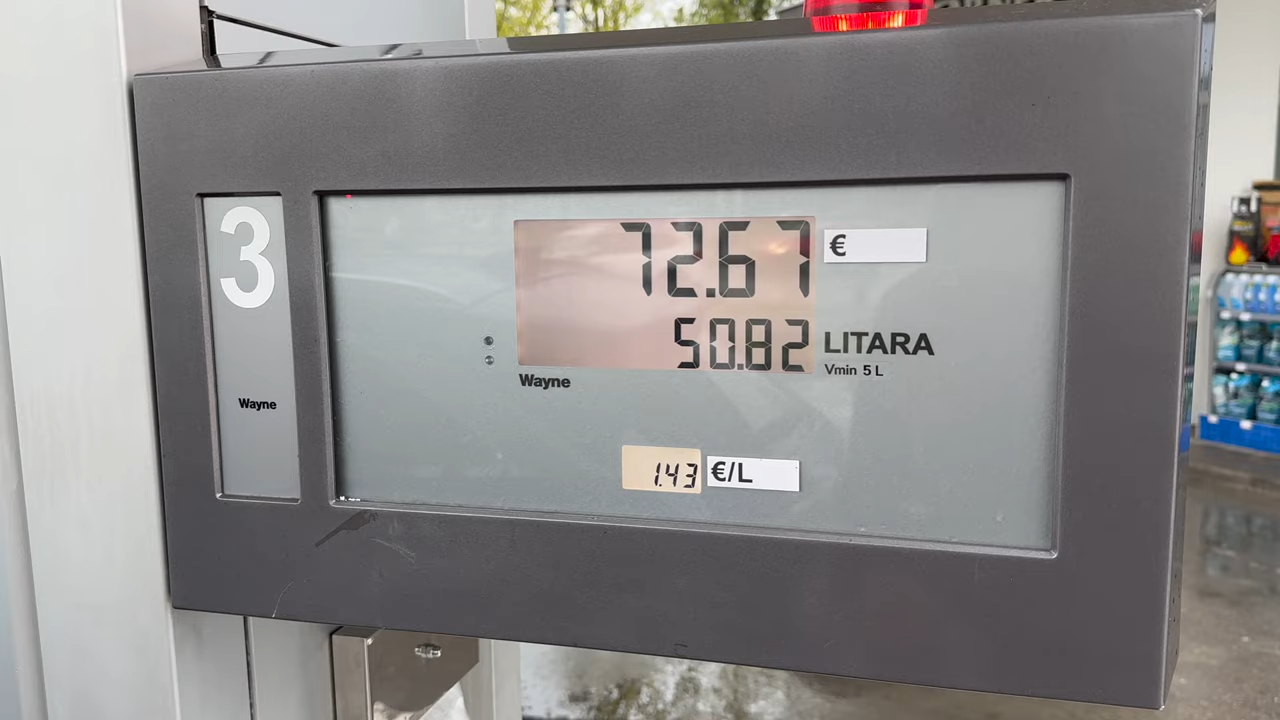 3
Wayne
72.67 €
50.82 LITARA
Vmin 5 L
Wayne
1.43 €/L